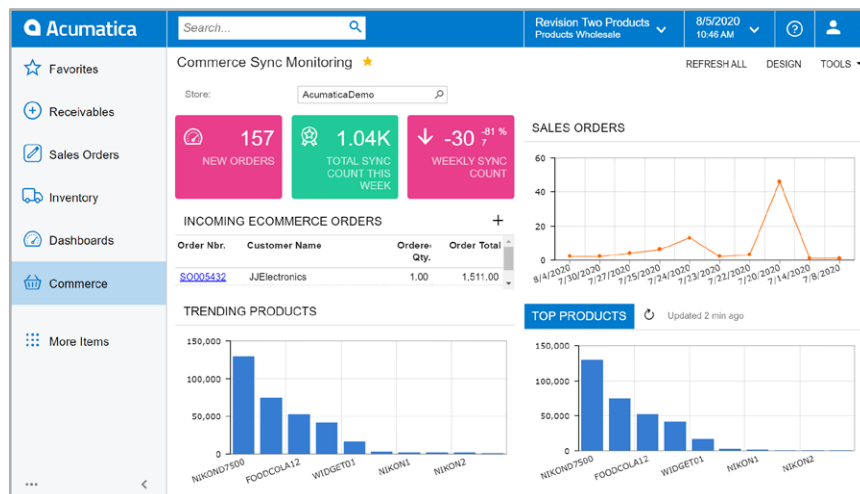 Acumatica
Search...
Revision Two Products
Products Wholesale
8/5/2020
10:46 AM
Favorites
Receivables
Sales Orders
Inventory
Dashboards
Commerce
More Items
Commerce Sync Monitoring
REFRESH ALL
DESIGN
TOOLS
Store:
AcumaticaDemo
157
NEW ORDERS
1.04K
TOTAL SYNC
COUNT THIS
WEEK
-30
-81 %
7
WEEKLY SYNC
COUNT
INCOMING ECOMMERCE ORDERS
Order Nbr.
Customer Name
Ordere
Qty.
Order Total
SO005432
JJElectronics
1.00
1,511.00
SALES ORDERS
60
40
20
0
8/4/2020
7/30/2020
7/27/2020
7/25/2020
7/24/2020
7/23/2020
7/22/2020
7/20/2020
7/14/2020
7/8/2020
TRENDING PRODUCTS
150,000
100,000
50,000
0
NIKOND7500
FOODCOLA12
WIDGET01
NIKON1
NIKON2
TOP PRODUCTS
Updated 2 min ago
150,000
100,000
50,000
0
NIKOND7500
FOODCOLA12
WIDGET01
NIKON1
NIKON2